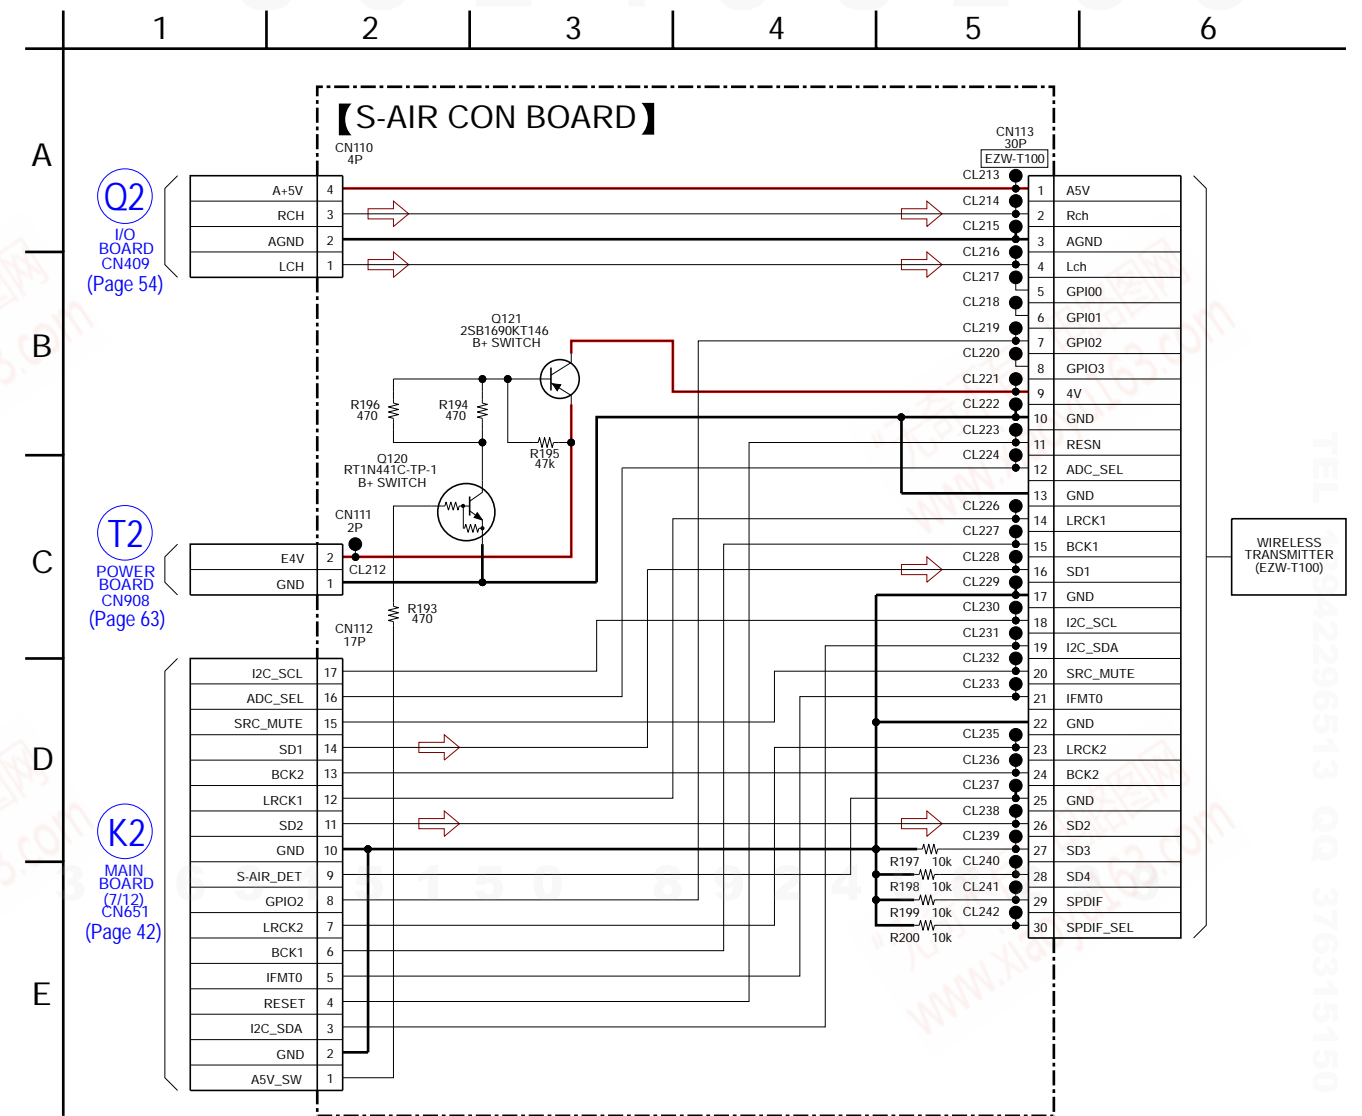 1 2 3 4 5 6
A
B
C
D
E
【S-AIR CON BOARD】
CN110
4P
Q2
I/O
BOARD
CN409
(Page 54)
A+5V 4
RCH 3
AGND 2
LCH 1
Q121
2SB1690KT146
B+ SWITCH
R196
470
R194
470
R195
47k
Q120
RT1N441C-TP-1
B+ SWITCH
CN111
2P
CL212
T2
POWER
BOARD
CN908
(Page 63)
E4V 2
GND 1
R193
470
CN112
17P
K2
MAIN
BOARD
(7/12)
CN651
(Page 42)
I2C_SCL 17
ADC_SEL 16
SRC_MUTE 15
SD1 14
BCK2 13
LRCK1 12
SD2 11
GND 10
S-AIR_DET 9
GPIO2 8
LRCK2 7
BCK1 6
IFMT0 5
RESET 4
I2C_SDA 3
GND 2
A5V_SW 1
CN113
30P
EZW-T100
CL213
CL214
CL215
CL216
CL217
CL218
CL219
CL220
CL221
CL222
CL223
CL224
CL226
CL227
CL228
CL229
CL230
CL231
CL232
CL233
CL235
CL236
CL237
CL238
CL239
CL240
CL241
CL242
R197 10k
R198 10k
R199 10k
R200 10k
1 A5V
2 Rch
3 AGND
4 Lch
5 GPI00
6 GPI01
7 GPI02
8 GPIO3
9 4V
10 GND
11 RESN
12 ADC_SEL
13 GND
14 LRCK1
15 BCK1
16 SD1
17 GND
18 I2C_SCL
19 I2C_SDA
20 SRC_MUTE
21 IFMT0
22 GND
23 LRCK2
24 BCK2
25 GND
26 SD2
27 SD3
28 SD4
29 SPDIF
30 SPDIF_SEL
WIRELESS
TRANSMITTER
(EZW-T100)